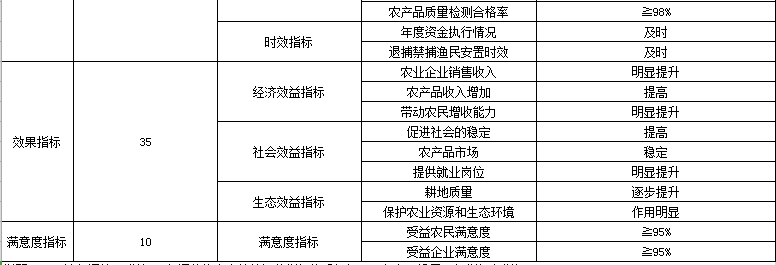 农产品质量检测合格率 ≧98%
时效指标 年度资金执行情况 及时
退捕禁捕渔民安置时效 及时
效果指标 35 经济效益指标 农业企业销售收入 明显提升
农产品收入增加 提高
带动农民增收能力 明显提升
社会效益指标 促进社会的稳定 提高
农产品市场 稳定
提供就业岗位 明显提升
生态效益指标 耕地质量 逐步提升
保护农业资源和生态环境 作用明显
满意度指标 10 满意度指标 受益农民满意度 ≧95%
受益企业满意度 ≧95%